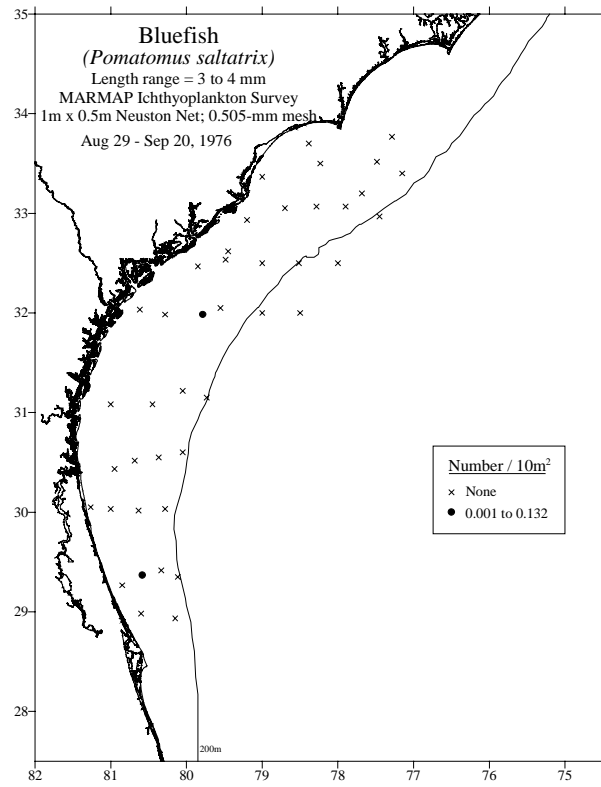 Bluefish
(Pomatomus saltatrix)
Length range = 3 to 4 mm
MARMAP Ichthyoplankton Survey
1m x 0.5m Neuston Net; 0.505-mm mesh
Aug 29 - Sep 20, 1976
35
34
33
32
31
30
29
28
Number / 10m²
× None
● 0.001 to 0.132
200m
82 81 80 79 78 77 76 75